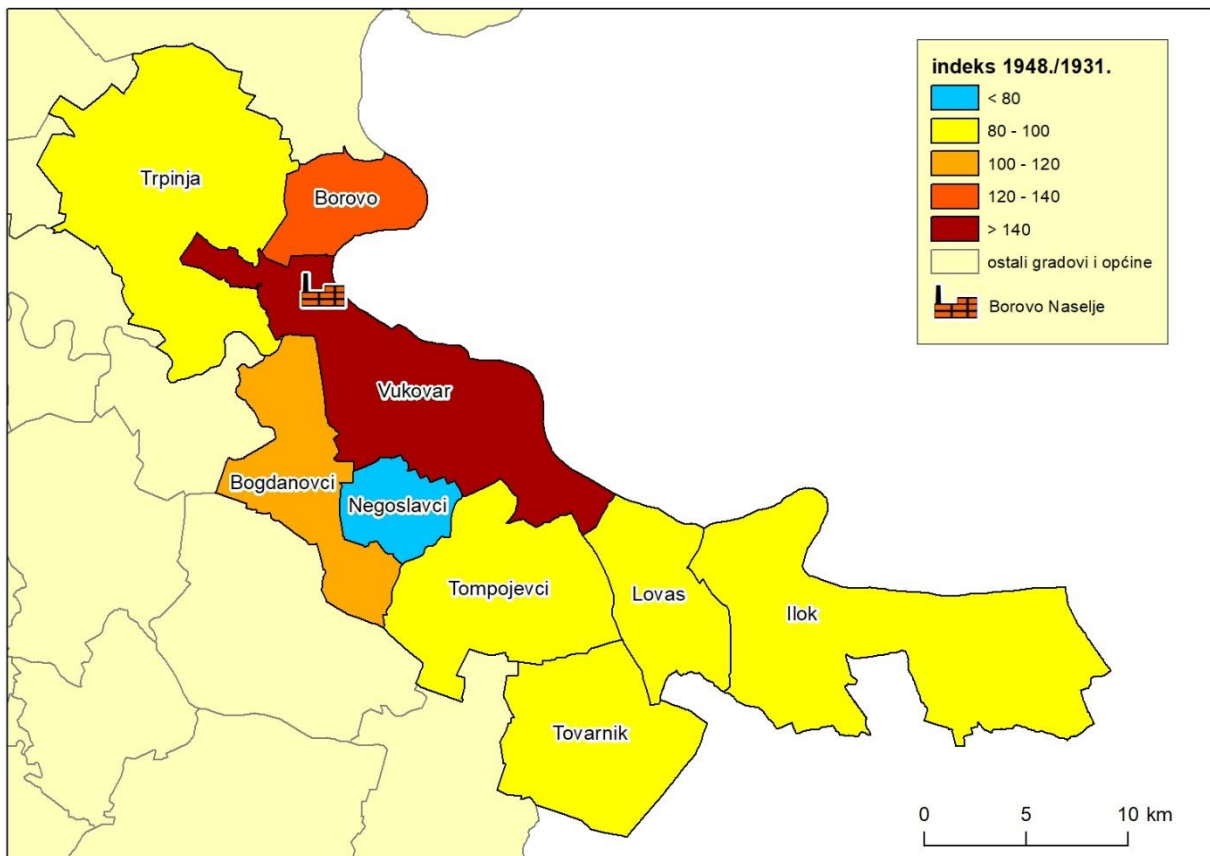 indeks 1948./1931.
< 80
80 - 100
100 - 120
120 - 140
> 140
ostali gradovi i općine
Borovo Naselje
Trpinja
Borovo
Vukovar
Bogdanovci
Negoslavci
Tompojevci
Lovas
Ilok
Tovarnik
0 5 10 km